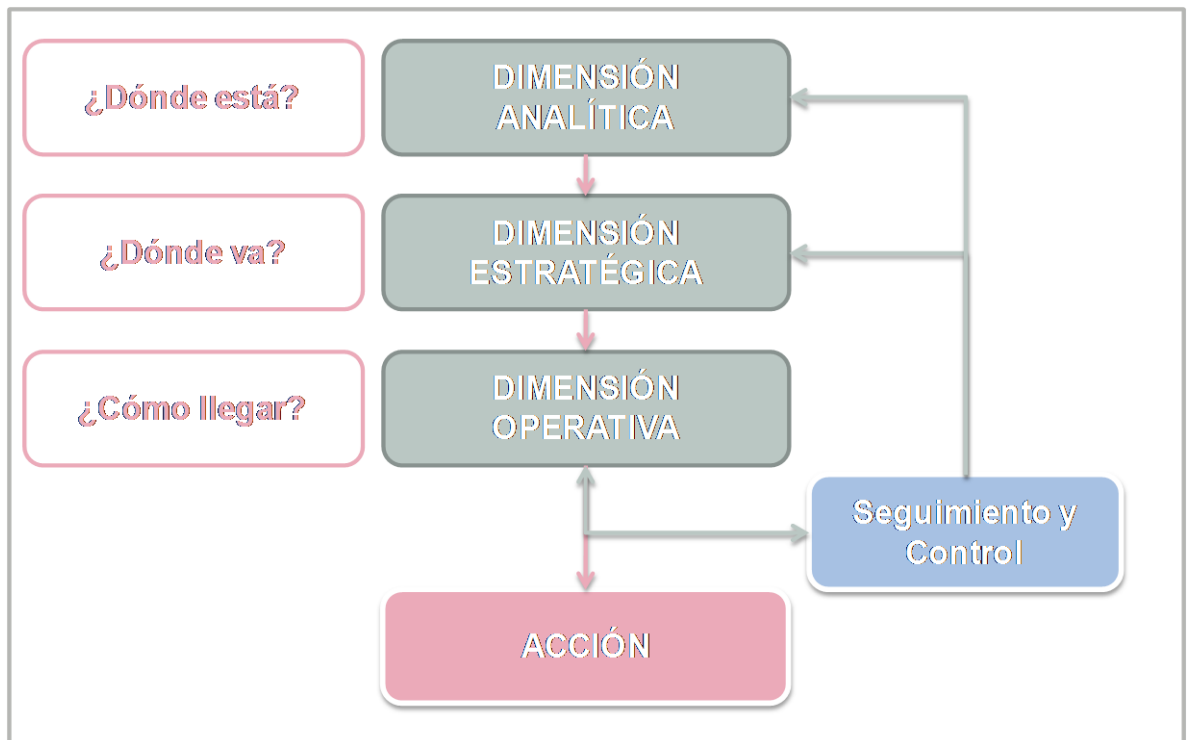 ¿Dónde está?
DIMENSIÓN
ANALÍTICA
¿Dónde va?
DIMENSIÓN
ESTRATÉGICA
¿Cómo llegar?
DIMENSIÓN
OPERATIVA
Seguimiento y
Control
ACCIÓN